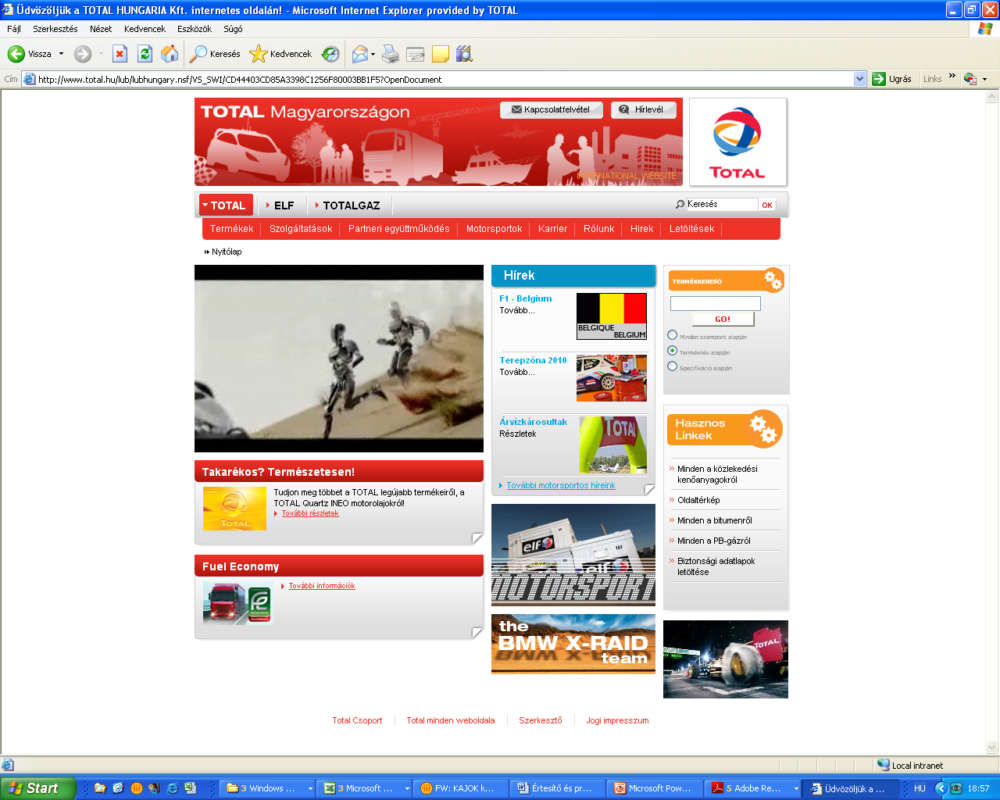 Üdvözöljük a TOTAL HUNGARIA Kft. internetes oldalán! - Microsoft Internet Explorer provided by TOTAL
Fájl Szerkesztés Nézet Kedvencek Eszközök Súgó
Vissza Keresés Kedvencek
Cím http://www.total.hu/lub/lubhungary.nsf/VS_SWI/CD44403CD85A3398C1256F80003BB1F5?OpenDocument Ugrás Links »
TOTAL Magyarországon
Kapcsolatfelvétel Hírlevél
INTERNATIONAL WEBSITE
TOTAL
TOTAL ELF TOTALGAZ Keresés OK
Termékek Szolgáltatások Partneri együttmüködés Motorsportok Karrier Rólunk Hirek Letöltések
Nyitólap
Takarékos? Természetesen!
TOTAL
Tudjon meg többet a TOTAL legújabb termékeiről, a
TOTAL Quartz INEO motorolajokról!
További részletek
Fuel Economy
További információk
Hírek
F1 - Belgium
Tovább...
BELGIQUE
BELGIUM
Terepzóna 2010
Tovább...
Árvízkárosultak
Részletek
TOTAL
További motorsportos híreink
elf
101
elf
MOTORSPORT
the
BMW X-RAID
team
TERMÉKKERESŐ
GO!
Minden szempont alapján
Terméknév alapján
Specifikáció alapján
Hasznos
Linkek
Minden a közlekedési
kenőanyagokról
Oldaltérkép
Minden a bitumenről
Minden a PB-gázról
Biztonsági adatlapok
letöltése
TOTAL
Total Csoport Total minden weboldala Szerkesztő Jogi impresszum
Local intranet
Start 3 Windows ... 3 Microsoft ... FW: KAJOK k... Értesítő és pr... Microsoft Pow... 5 Adobe Re... Üdvözöljük a ... HU 18:57